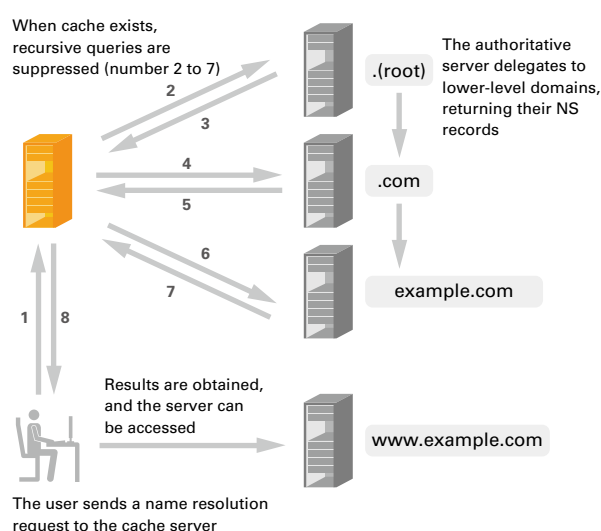 When cache exists,
recursive queries are
suppressed (number 2 to 7)
2
3
.(root)
The authoritative
server delegates to
lower-level domains,
returning their NS
records
4
5
.com
6
7
example.com
1
8
Results are obtained,
and the server can
be accessed
www.example.com
The user sends a name resolution
request to the cache server